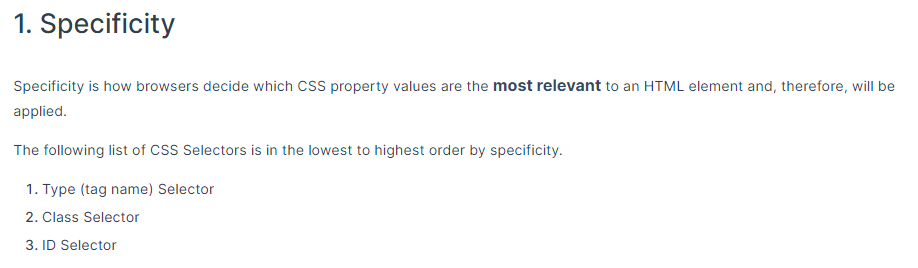 1. Specificity
Specificity is how browsers decide which CSS property values are the most relevant to an HTML element and, therefore, will be
applied.
The following list of CSS Selectors is in the lowest to highest order by specificity.
1. Type (tag name) Selector
2. Class Selector
3. ID Selector